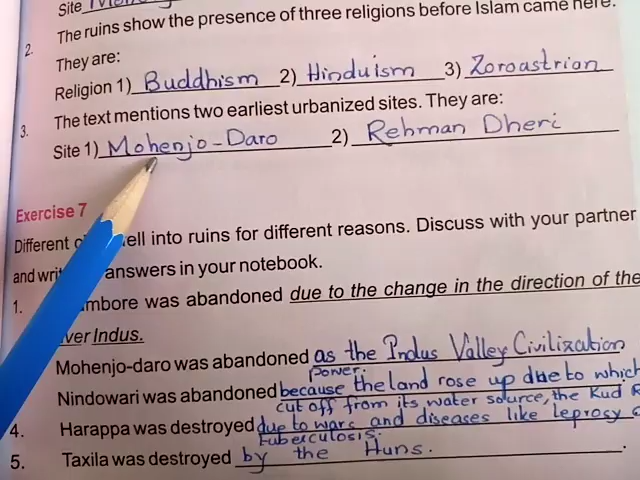 Site
The ruins show the presence of three religions before Islam came here.
2.
They are:
Religion 1) Buddhism 2) Hinduism 3) Zoroastrian
The text mentions two earliest urbanized sites. They are:
3.
Site 1) Mohenjo-Daro 2) Rehman Dheri
Exercise 7
Different ell into ruins for different reasons. Discuss with your partner
and answers in your notebook.
1. mbore was abandoned due to the change in the direction of the
ver Indus.
Mohenjo-daro was abandoned as the Indus Valley Civilization
power.
Nindowari was abandoned because the land rose up due to which
cut off from its water source, the Kud
4. Harappa was destroyed due to wars and diseases like leprosy
tuberculosis.
5. Taxila was destroyed by the Huns.